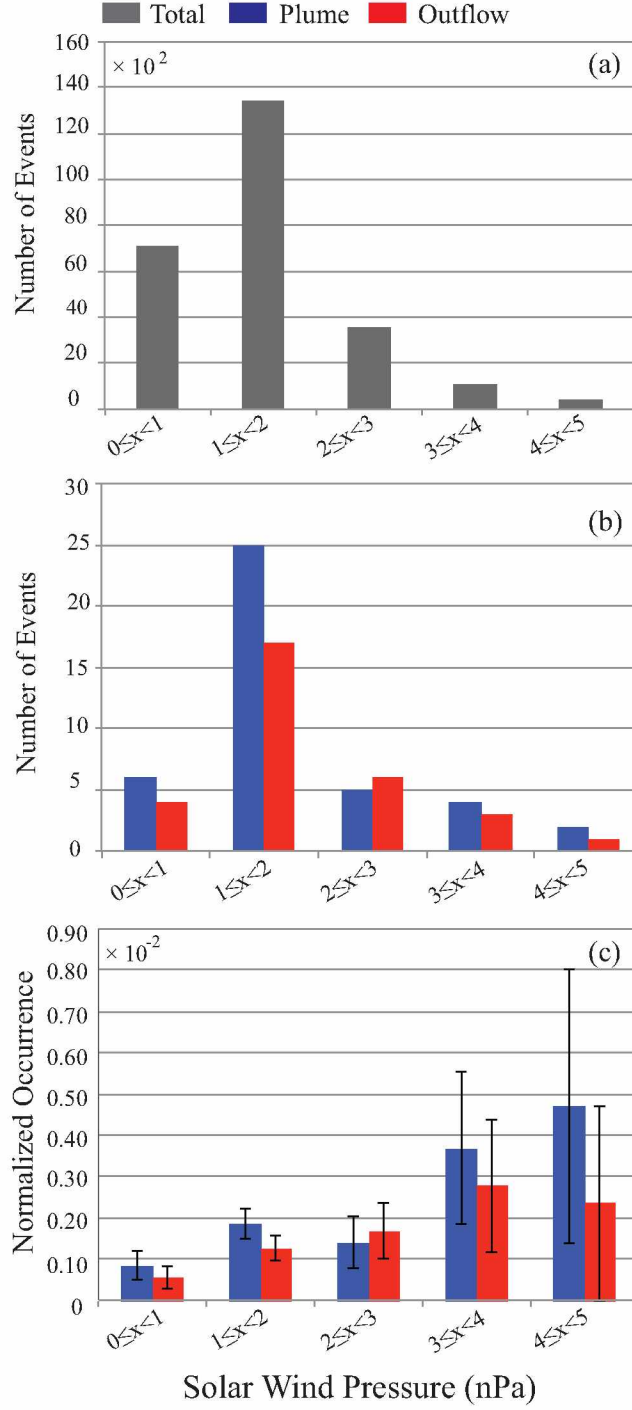 Total Plume Outflow
160
× 10² (a)
140
120
100
80
60
40
20
0
Number of Events
0≤x<1 1≤x<2 2≤x<3 3≤x<4 4≤x<5
30
(b)
25
20
15
10
5
0
Number of Events
0≤x<1 1≤x<2 2≤x<3 3≤x<4 4≤x<5
0.90
× 10⁻² (c)
0.80
0.70
0.60
0.50
0.40
0.30
0.20
0.10
0
Normalized Occurrence
0≤x<1 1≤x<2 2≤x<3 3≤x<4 4≤x<5
Solar Wind Pressure (nPa)